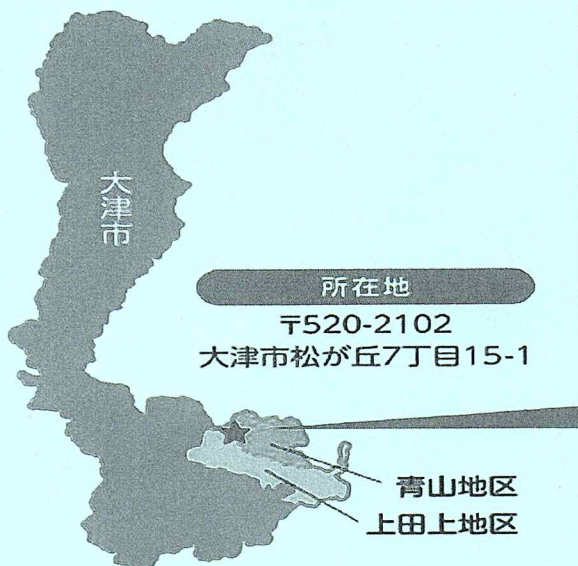 大津市
所在地
〒520-2102
大津市松が丘7丁目15-1
青山地区
上田上地区